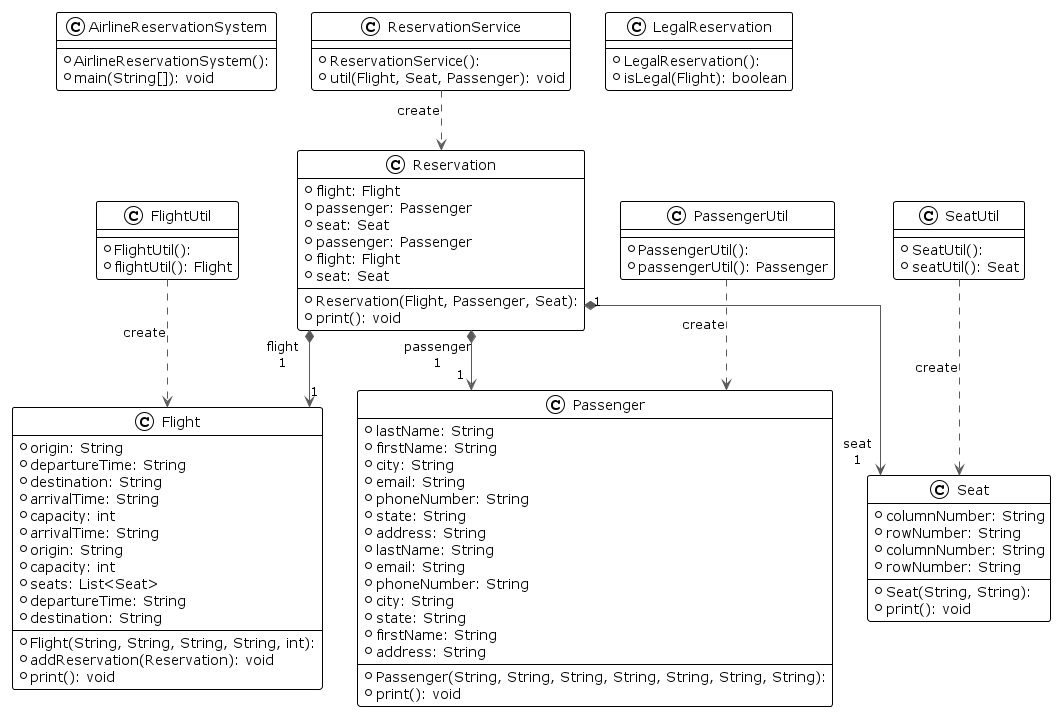 C AirlineReservationSystem
AirlineReservationSystem():
main(String[]): void
C ReservationService
ReservationService():
util(Flight, Seat, Passenger): void
C LegalReservation
LegalReservation():
isLegal(Flight): boolean
create
C Reservation
flight: Flight
passenger: Passenger
seat: Seat
passenger: Passenger
flight: Flight
seat: Seat
Reservation(Flight, Passenger, Seat):
print(): void
C FlightUtil
FlightUtil():
flightUtil(): Flight
C PassengerUtil
PassengerUtil():
passengerUtil(): Passenger
C SeatUtil
SeatUtil():
seatUtil(): Seat
create
flight
1
1
passenger
1
1
create
1
seat
1
create
C Flight
origin: String
departureTime: String
destination: String
arrivalTime: String
capacity: int
arrivalTime: String
origin: String
capacity: int
seats: List<Seat>
departureTime: String
destination: String
Flight(String, String, String, String, int):
addReservation(Reservation): void
print(): void
C Passenger
lastName: String
firstName: String
city: String
email: String
phoneNumber: String
state: String
address: String
lastName: String
email: String
phoneNumber: String
city: String
state: String
firstName: String
address: String
Passenger(String, String, String, String, String, String, String):
print(): void
C Seat
columnNumber: String
rowNumber: String
columnNumber: String
rowNumber: String
Seat(String, String):
print(): void